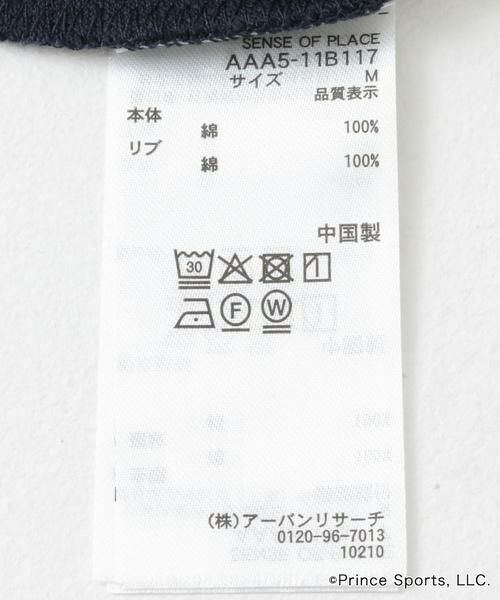 SENSE OF PLACE
AAA5-11B117
サイズ M
品質表示
本体
綿 100%
リブ
綿 100%
中国製
30
F W
(株)アーバンリサーチ
0120-96-7013
10210
©Prince Sports, LLC.